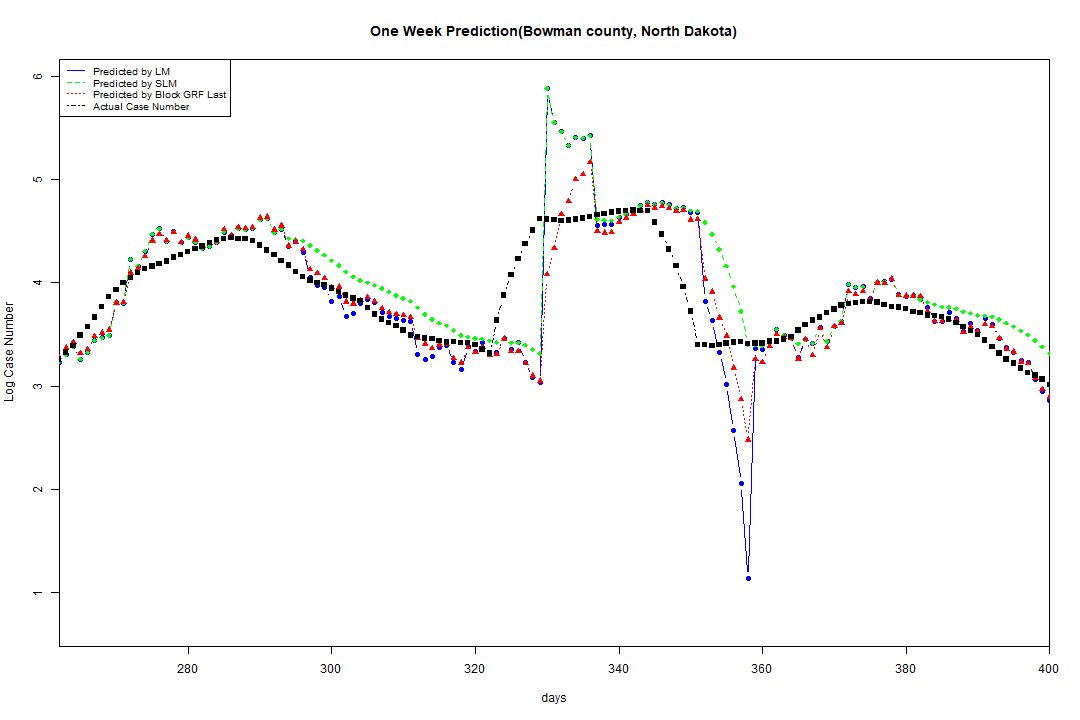 One Week Prediction(Bowman county, North Dakota)
Predicted by LM
Predicted by SLM
Predicted by Block GRF Last
Actual Case Number
Log Case Number
6
5
4
3
2
1
280 300 320 340 360 380 400
days